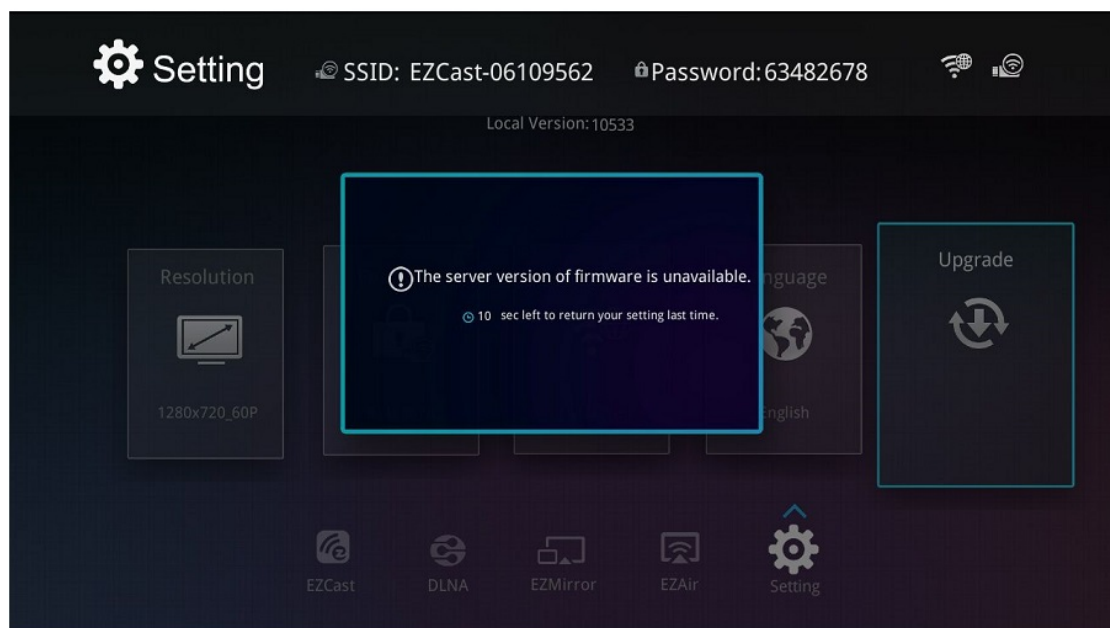 Setting
SSID: EZCast-06109562
Password:63482678
Local Version:10533
Resolution
1280x720_60P
The server version of firmware is unavailable.
10 sec left to return your setting last time.
nguage
English
Upgrade
EZCast
DLNA
EZMirror
EZAir
Setting